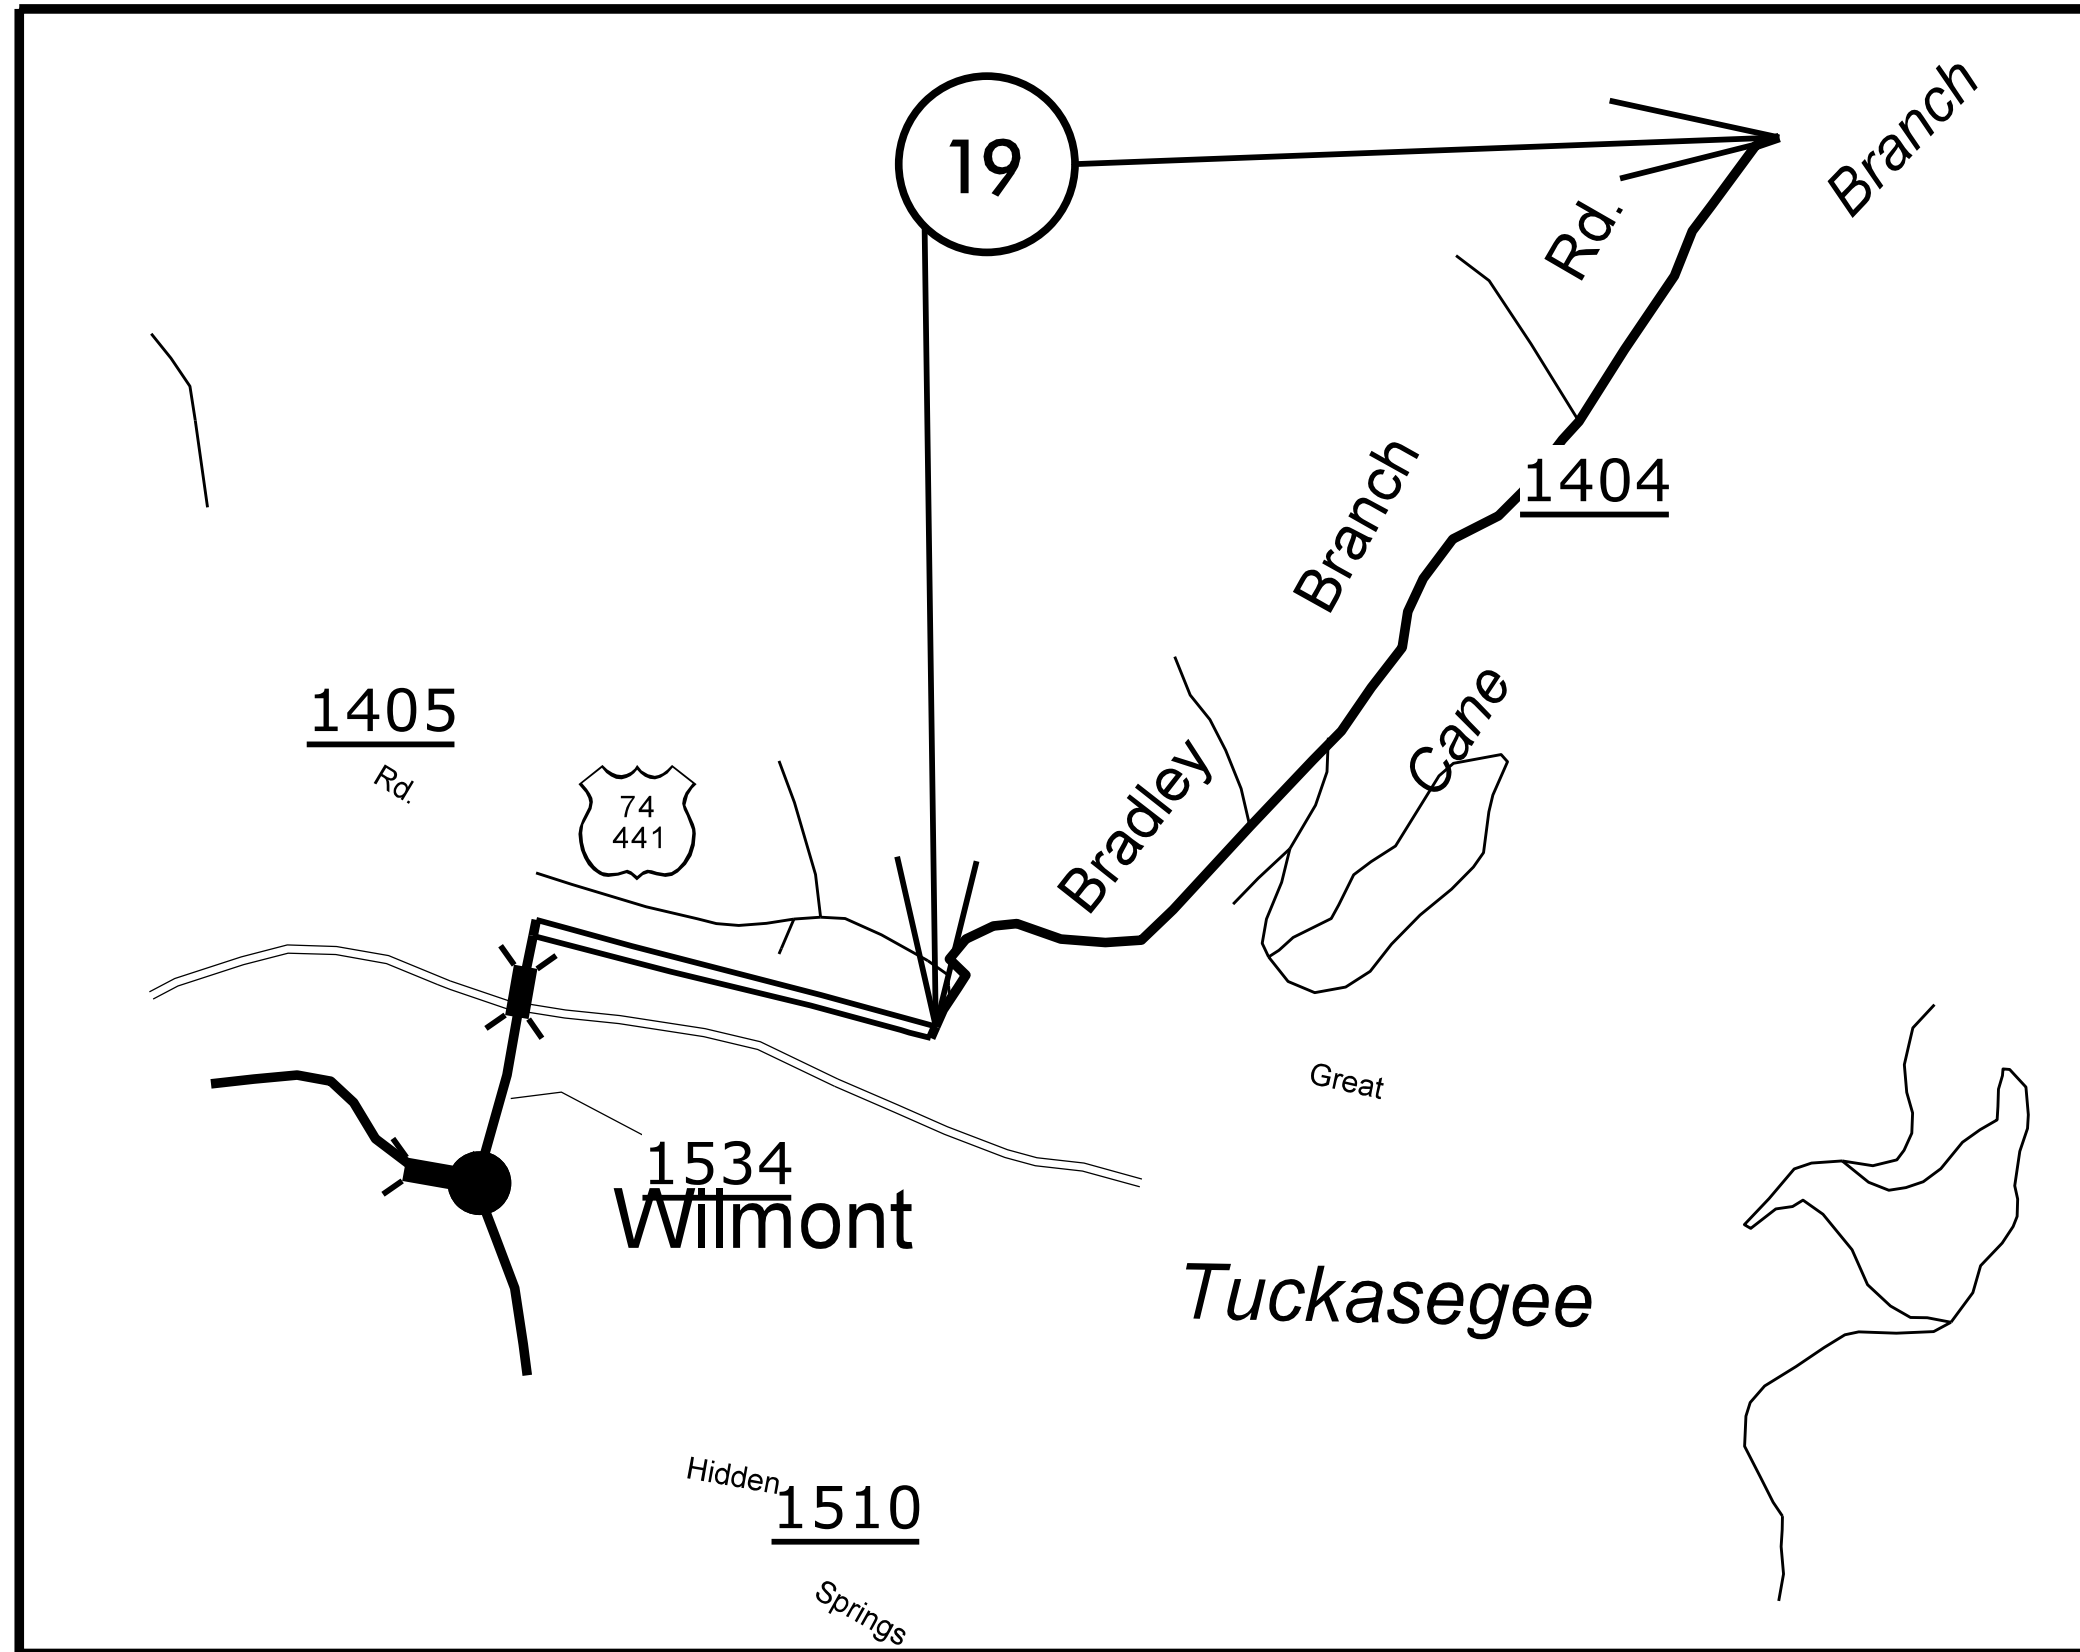 19
Branch
Rd.
1404
Branch
Cane
1405
Rd.
74
441
Bradley
Great
1534
Wilmont
Tuckasegee
Hidden
1510
Springs